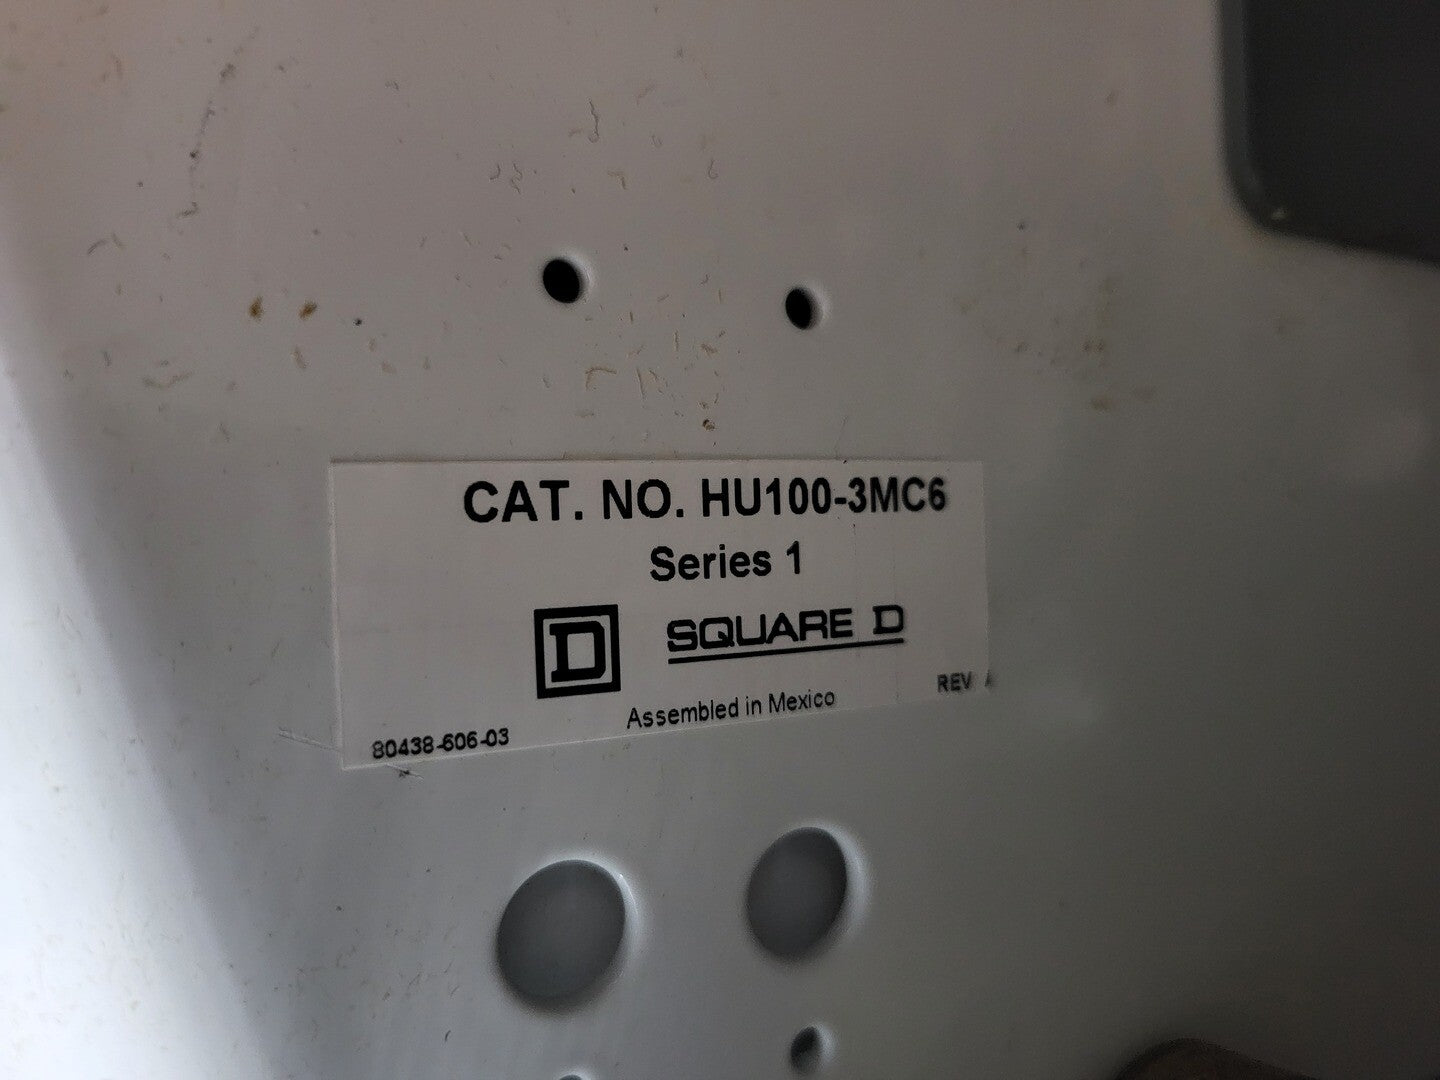 CAT. NO. HU100-3MC6
Series 1
D SQUARE D
Assembled in Mexico
REV
80438-606-03